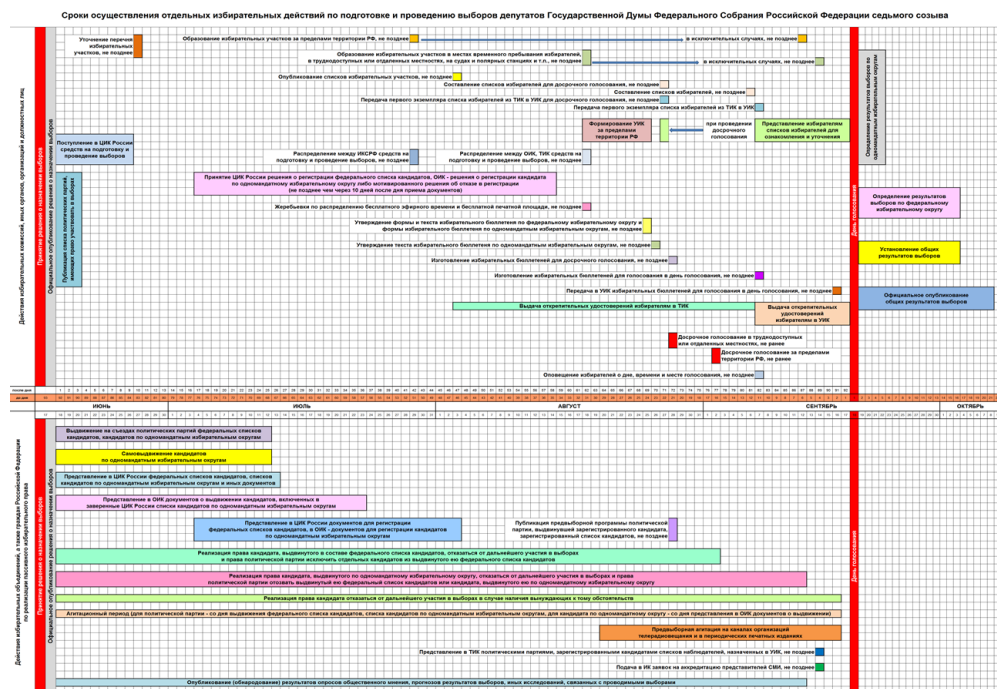 Сроки осуществления отдельных избирательных действий по подготовке и проведению выборов депутатов Государственной Думы Федерального Собрания Российской Федерации седьмого созыва
Действия избирательных комиссий, иных органов, организаций и должностных лиц
Принятие решения о назначении выборов
Официальное опубликование решения о назначении выборов
Уточнение перечня
избирательных
участков, не позднее
Образование избирательных участков за пределами территории РФ, не позднее
в исключительных случаях, не позднее
Образование избирательных участков в местах временного пребывания избирателей,
в труднодоступных или отдаленных местностях, на судах и полярных станциях и т.п., не позднее
в исключительных случаях, не позднее
Опубликование списков избирательных участков, не позднее
Составление списков избирателей для досрочного голосования, не позднее
Составление списков избирателей, не позднее
Передача первого экземпляра списка избирателей из ТИК в УИК для досрочного голосования, не позднее
Передача первого экземпляра списка избирателей из ТИК в УИК
Формирование УИК
за пределами
территории РФ
при проведении
досрочного
голосования
Представление избирателям
списков избирателей для
ознакомления и уточнения
Определение результатов выборов по
одномандатным избирательным округам
Поступление в ЦИК России
средств на подготовку и
проведение выборов
Распределение между ИКСРФ средств на
подготовку и проведение выборов, не позднее
Распределение между ОИК, ТИК средств на
подготовку и проведение выборов, не позднее
Публикация списка политических партий,
имеющих право участвовать в выборах
Принятие ЦИК России решения о регистрации федерального списка кандидатов, ОИК - решения о регистрации кандидата
по одномандатному избирательному округу либо мотивированного решения об отказе в регистрации
(не позднее чем через 10 дней после дня приема документов)
Жеребьевки по распределению бесплатного эфирного времени и бесплатной печатной площади, не позднее
Утверждение формы и текста избирательного бюллетеня по федеральному избирательному округу и
формы избирательного бюллетеня по одномандатным избирательным округам, не позднее
Утверждение текста избирательного бюллетеня по одномандатным избирательным округам, не позднее
Изготовление избирательных бюллетеней для досрочного голосования, не позднее
Изготовление избирательных бюллетеней для голосования в день голосования, не позднее
Передача в УИК избирательных бюллетеней для голосования в день голосования, не позднее
Выдача открепительных удостоверений избирателям в ТИК
Выдача открепительных
удостоверений
избирателям в УИК
День голосования
Определение результатов
выборов по федеральному
избирательному округу
Установление общих
результатов выборов
Официальное опубликование
общих результатов выборов
Досрочное голосование в труднодоступных
или отдаленных местностях, не ранее
Досрочное голосование за пределами
территории РФ, не ранее
Оповещение избирателей о дне, времени и месте голосования, не позднее
ИЮНЬ
ИЮЛЬ
АВГУСТ
СЕНТЯБРЬ
ОКТЯБРЬ
Действия избирательных объединений, а также граждан Российской Федерации
по реализации пассивного избирательного права
Принятие решения о назначении выборов
Официальное опубликование решения о назначении выборов
Выдвижение на съездах политических партий федеральных списков
кандидатов, кандидатов по одномандатным избирательным округам
Самовыдвижение кандидатов
по одномандатным избирательным округам
Представление в ЦИК России федеральных списков кандидатов, списков
кандидатов по одномандатным избирательным округам и иных документов
Представление в ОИК документов о выдвижении кандидатов, включенных в
заверенные ЦИК России списки кандидатов по одномандатным избирательным округам
Представление в ЦИК России документов для регистрации
федеральных списков кандидатов, в ОИК - документов для регистрации кандидатов
по одномандатным избирательным округам
Публикация предвыборной программы политической
партии, выдвинувшей зарегистрированного кандидата,
зарегистрированный список кандидатов, не позднее
Реализация права кандидата, выдвинутого в составе федерального списка кандидатов, отказаться от дальнейшего участия в выборах
и права политической партии исключить отдельных кандидатов из выдвинутого ею федерального списка кандидатов
Реализация права кандидата, выдвинутого по одномандатному избирательному округу, отказаться от дальнейшего участия в выборах и права
политической партии отозвать выдвинутый ею федеральный список кандидатов или кандидата, выдвинутого ею по одномандатному избирательному округу
Реализация права кандидата отказаться от дальнейшего участия в выборах в случае наличия вынуждающих к тому обстоятельств
Агитационный период (для политической партии - со дня выдвижения федерального списка кандидатов, списка кандидатов по одномандатным избирательным округам, для кандидата по одномандатному округу - со дня представления в ОИК документов о выдвижении)
Предвыборная агитация на каналах организаций
телерадиовещания и в периодических печатных изданиях
Представление в ТИК политическими партиями, зарегистрированными кандидатами списков наблюдателей, назначенных в УИК, не позднее
Подача в ИК заявок на аккредитацию представителей СМИ, не позднее
Опубликование (обнародование) результатов опросов общественного мнения, прогнозов результатов выборов, иных исследований, связанных с проводимыми выборами
День голосования